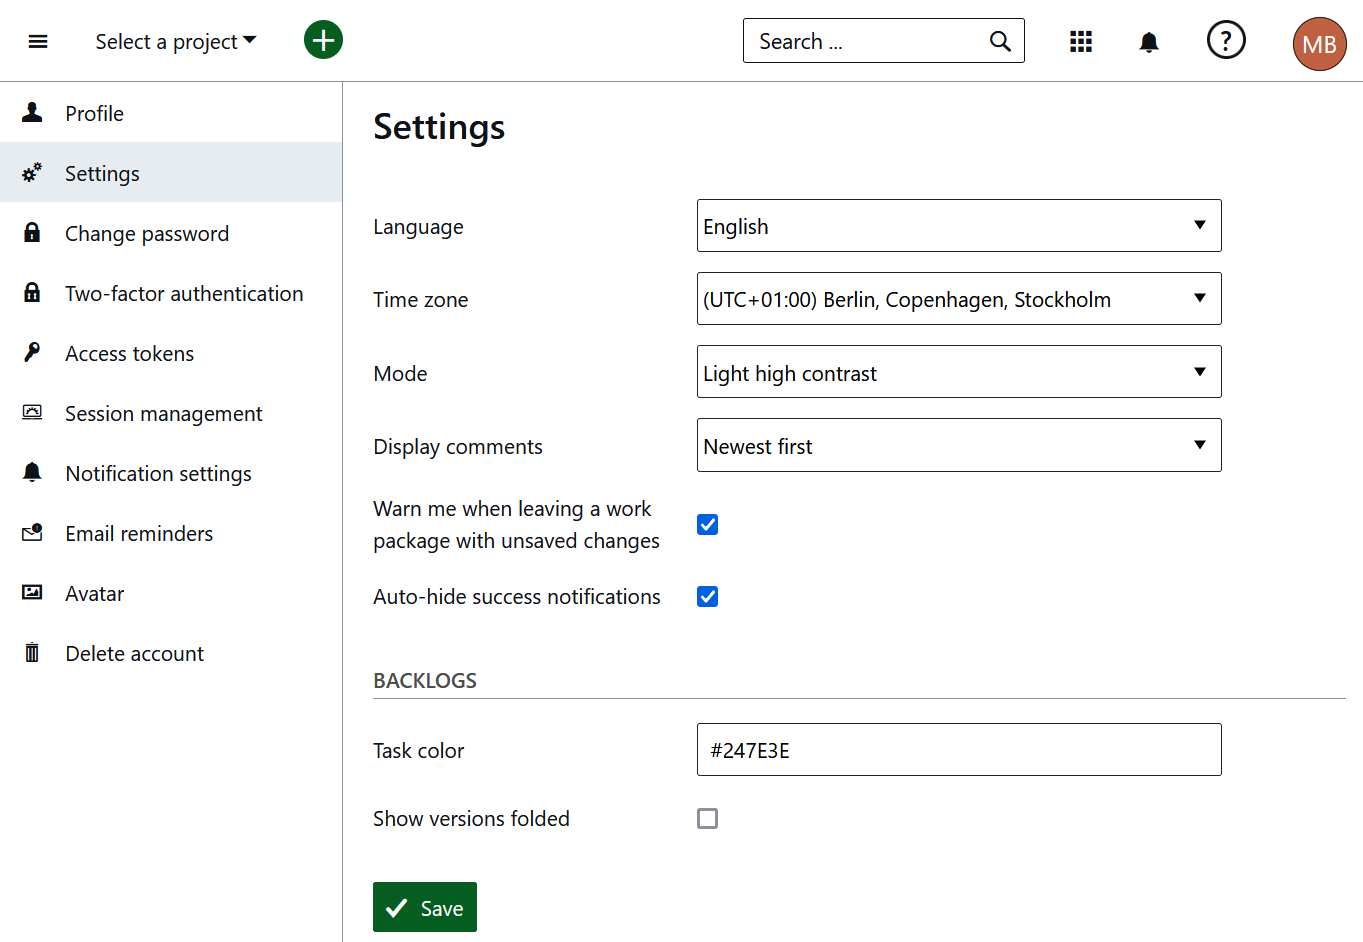 Select a project
Search ...
?
MB
Profile
Settings
Change password
Two-factor authentication
Access tokens
Session management
Notification settings
Email reminders
Avatar
Delete account
Settings
Language
English
Time zone
(UTC+01:00) Berlin, Copenhagen, Stockholm
Mode
Light high contrast
Display comments
Newest first
Warn me when leaving a work
package with unsaved changes
Auto-hide success notifications
BACKLOGS
Task color
#247E3E
Show versions folded
Save